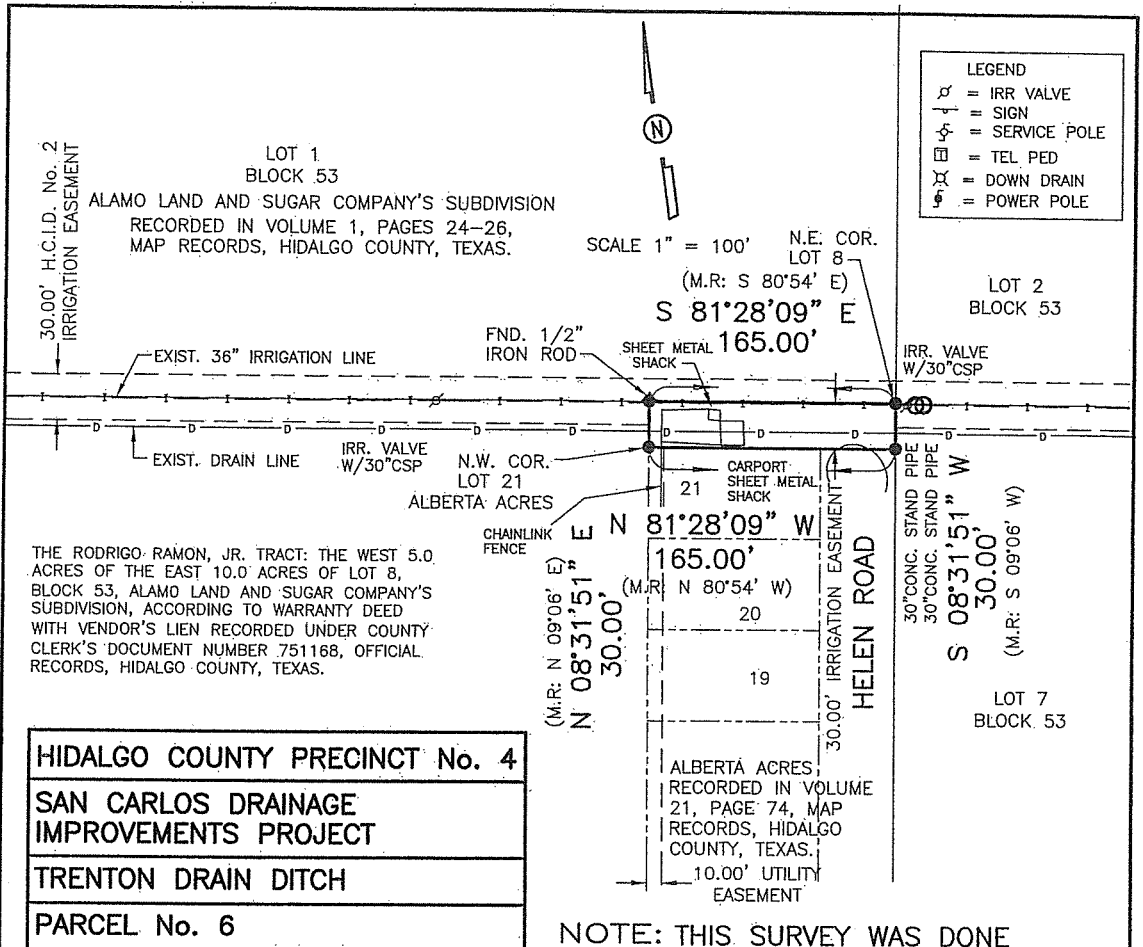 LEGEND
= IRR VALVE
= SIGN
= SERVICE POLE
= TEL PED
= DOWN DRAIN
= POWER POLE
30.00' H.C.I.D. No. 2
IRRIGATION EASEMENT
LOT 1
BLOCK 53
ALAMO LAND AND SUGAR COMPANY'S SUBDIVISION
RECORDED IN VOLUME 1, PAGES 24-26,
MAP RECORDS, HIDALGO COUNTY, TEXAS.
N
SCALE 1" = 100'
N.E. COR.
LOT 8
(M.R: S 80°54' E)
S 81°28'09" E
165.00'
LOT 2
BLOCK 53
FND. 1/2"
IRON ROD
SHEET METAL
SHACK
IRR. VALVE
W/30"CSP
EXIST. 36" IRRIGATION LINE
I I I I I I I I I I I
D D D D D D D D D D
EXIST. DRAIN LINE
IRR. VALVE
W/30"CSP
N.W. COR.
LOT 21
ALBERTA ACRES
CHAINLINK
FENCE
21
CARPORT
SHEET METAL
SHACK
N 81°28'09" W
165.00'
(M.R: N 80°54' W)
20
19
(M.R: N 09°06' E)
N 08°31'51" E
30.00'
30.00' IRRIGATION EASEMENT
HELEN ROAD
30"CONC. STAND PIPE
30"CONC. STAND PIPE
S 08°31'51" W
30.00'
(M.R: S 09°06' W)
LOT 7
BLOCK 53
THE RODRIGO RAMON, JR. TRACT: THE WEST 5.0
ACRES OF THE EAST 10.0 ACRES OF LOT 8,
BLOCK 53, ALAMO LAND AND SUGAR COMPANY'S
SUBDIVISION, ACCORDING TO WARRANTY DEED
WITH VENDOR'S LIEN RECORDED UNDER COUNTY
CLERK'S DOCUMENT NUMBER 751168, OFFICIAL
RECORDS, HIDALGO COUNTY, TEXAS.
ALBERTA ACRES
RECORDED IN VOLUME
21, PAGE 74, MAP
RECORDS, HIDALGO
COUNTY, TEXAS.
10.00' UTILITY
EASEMENT
HIDALGO COUNTY PRECINCT No. 4
SAN CARLOS DRAINAGE
IMPROVEMENTS PROJECT
TRENTON DRAIN DITCH
PARCEL No. 6
NOTE: THIS SURVEY WAS DONE